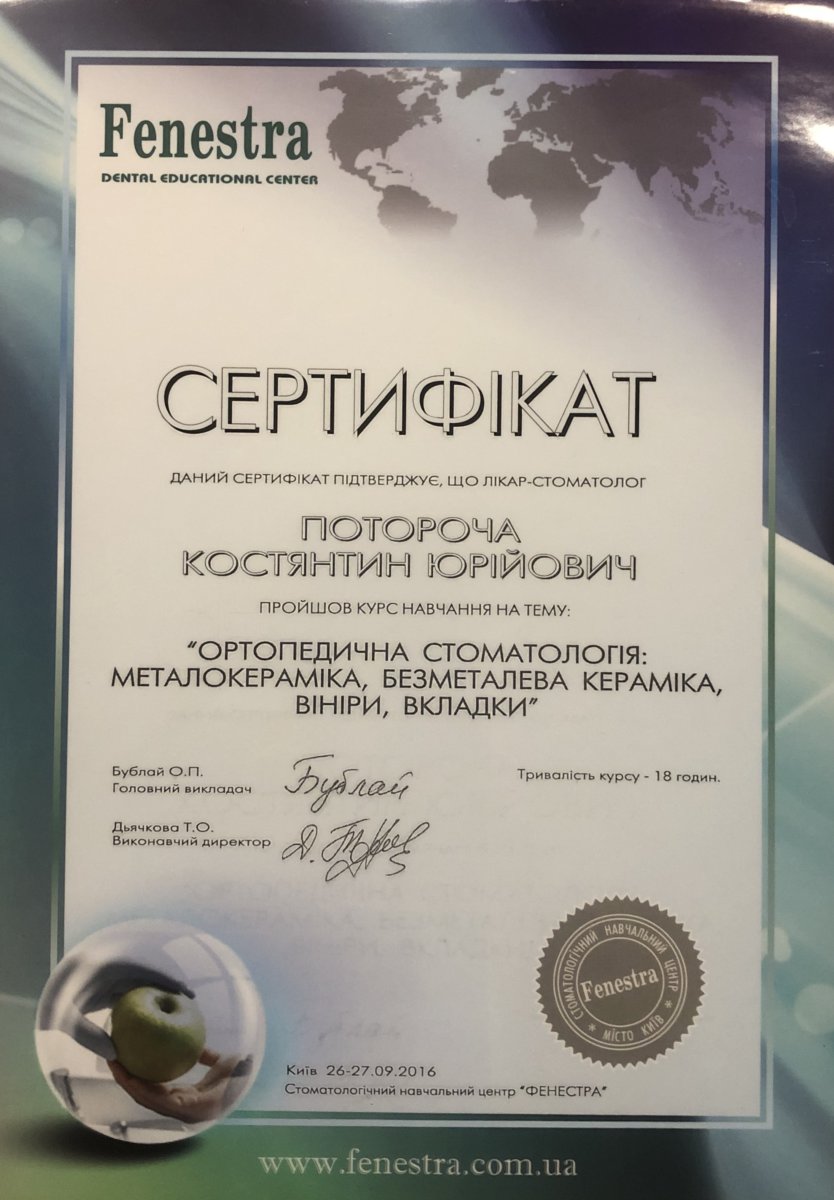 Fenestra
DENTAL EDUCATIONAL CENTER
СЕРТИФІКАТ
ДАНИЙ СЕРТИФІКАТ ПІДТВЕРДЖУЄ, ЩО ЛІКАР-СТОМАТОЛОГ
ПОТОРОЧА
КОСТЯНТИН ЮРІЙОВИЧ
ПРОЙШОВ КУРС НАВЧАННЯ НА ТЕМУ:
“ОРТОПЕДИЧНА СТОМАТОЛОГІЯ:
МЕТАЛОКЕРАМІКА, БЕЗМЕТАЛЕВА КЕРАМІКА,
ВІНІРИ, ВКЛАДКИ”
Бублай О.П.
Головний викладач
Бублай
Тривалість курсу - 18 годин.
Дьячкова Т.О.
Виконавчий директор
СТОМАТОЛОГІЧНИЙ НАВЧАЛЬНИЙ ЦЕНТР
Fenestra
* МІСТО КИЇВ *
Київ 26-27.09.2016
Стоматологічний навчальний центр “ФЕНЕСТРА”
www.fenestra.com.ua